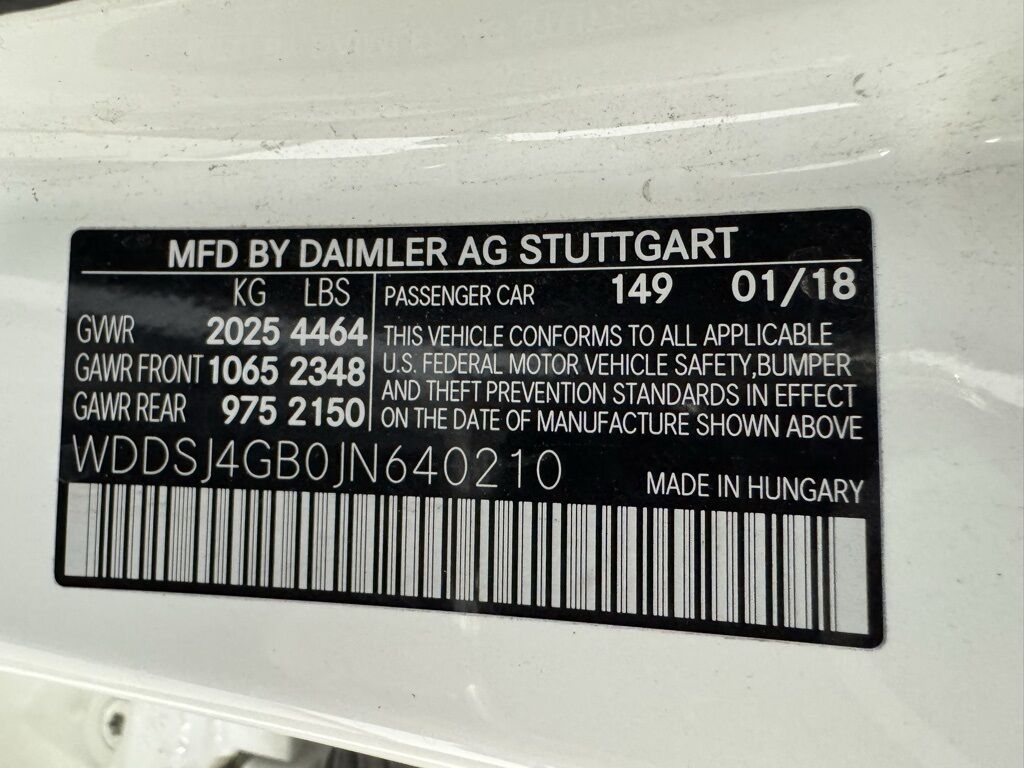 MFD BY DAIMLER AG STUTTGART
KG LBS
GVWR 2025 4464
GAWR FRONT 1065 2348
GAWR REAR 975 2150
PASSENGER CAR 149 01/18
THIS VEHICLE CONFORMS TO ALL APPLICABLE
U.S. FEDERAL MOTOR VEHICLE SAFETY,BUMPER
AND THEFT PREVENTION STANDARDS IN EFFECT
ON THE DATE OF MANUFACTURE SHOWN ABOVE
WDDSJ4GB0JN640210
MADE IN HUNGARY